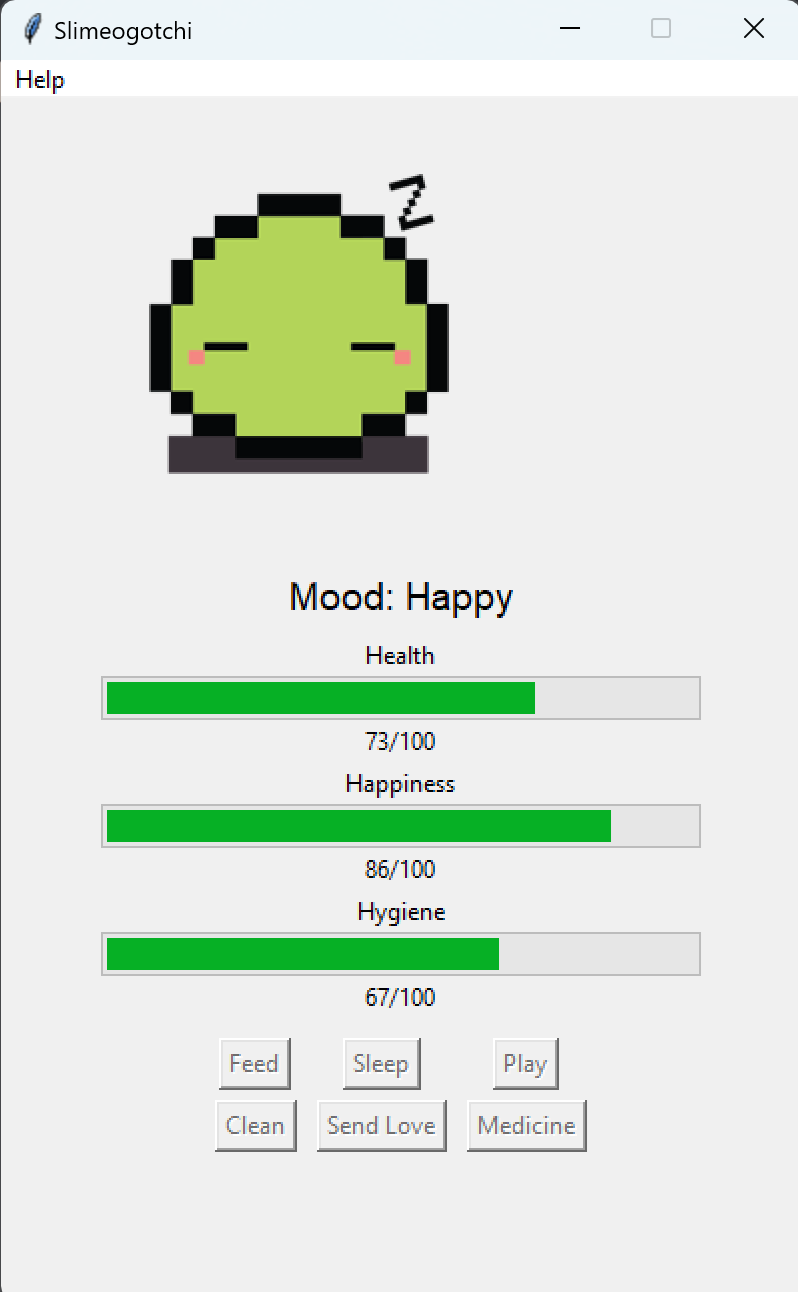 Slimeogotchi
Help
Z
Mood: Happy
Health
73/100
Happiness
86/100
Hygiene
67/100
Feed Sleep Play
Clean Send Love Medicine